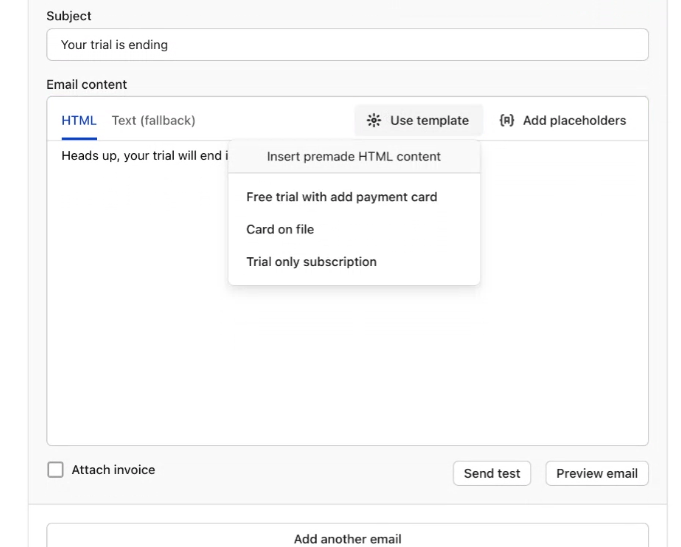 Subject
Your trial is ending
Email content
HTML Text (fallback) Use template Add placeholders
Heads up, your trial will end i
Insert premade HTML content
Free trial with add payment card
Card on file
Trial only subscription
Attach invoice Send test Preview email
Add another email